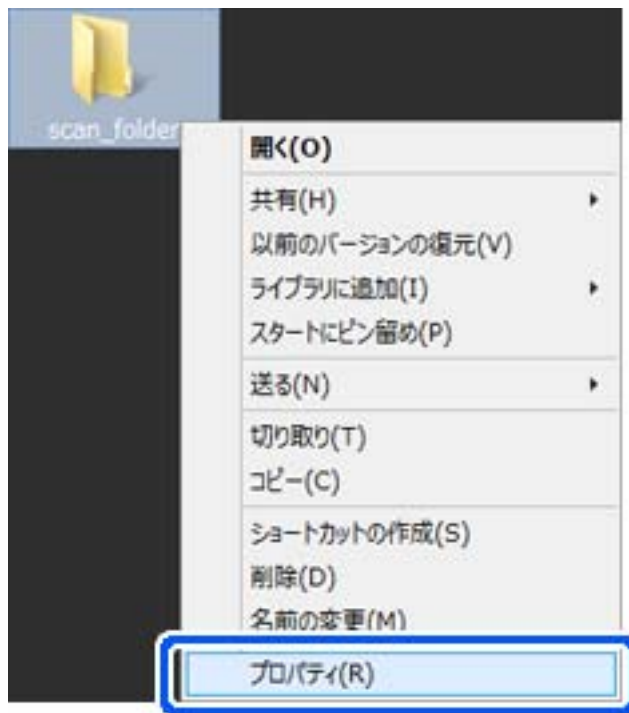 scan_folder
開く(O)
共有(H)
以前のバージョンの復元(V)
ライブラリに追加(I)
スタートにピン留め(P)
送る(N)
切り取り(T)
コピー(C)
ショートカットの作成(S)
削除(D)
名前の変更(M)
プロパティ(R)